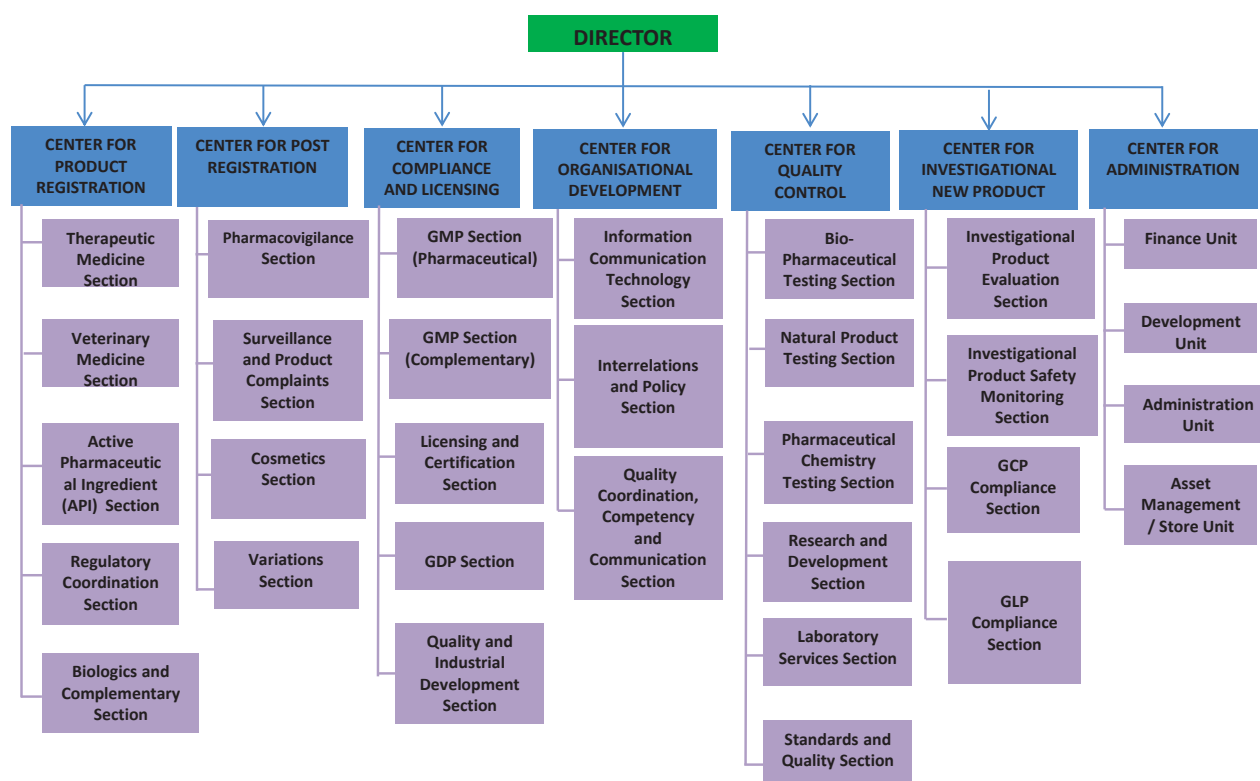 DIRECTOR
CENTER FOR
PRODUCT
REGISTRATION
Therapeutic
Medicine
Section
Veterinary
Medicine
Section
Active
Pharmaceutic
al Ingredient
(API) Section
Regulatory
Coordination
Section
Biologics and
Complementary
Section
CENTER FOR POST
REGISTRATION
Pharmacovigilance
Section
Surveillance
and Product
Complaints
Section
Cosmetics
Section
Variations
Section
CENTER FOR
COMPLIANCE
AND LICENSING
GMP Section
(Pharmaceutical)
GMP Section
(Complementary)
Licensing and
Certification
Section
GDP Section
Quality and
Industrial
Development
Section
CENTER FOR
ORGANISATIONAL
DEVELOPMENT
Information
Communication
Technology
Section
Interrelations
and Policy
Section
Quality
Coordination,
Competency
and
Communication
Section
CENTER FOR
QUALITY
CONTROL
Bio-
Pharmaceutical
Testing Section
Natural Product
Testing Section
Pharmaceutical
Chemistry
Testing Section
Research and
Development
Section
Laboratory
Services Section
Standards and
Quality Section
CENTER FOR
INVESTIGATIONAL
NEW PRODUCT
Investigational
Product
Evaluation
Section
Investigational
Product Safety
Monitoring
Section
GCP
Compliance
Section
GLP
Compliance
Section
CENTER FOR
ADMINISTRATION
Finance Unit
Development
Unit
Administration
Unit
Asset
Management
/ Store Unit